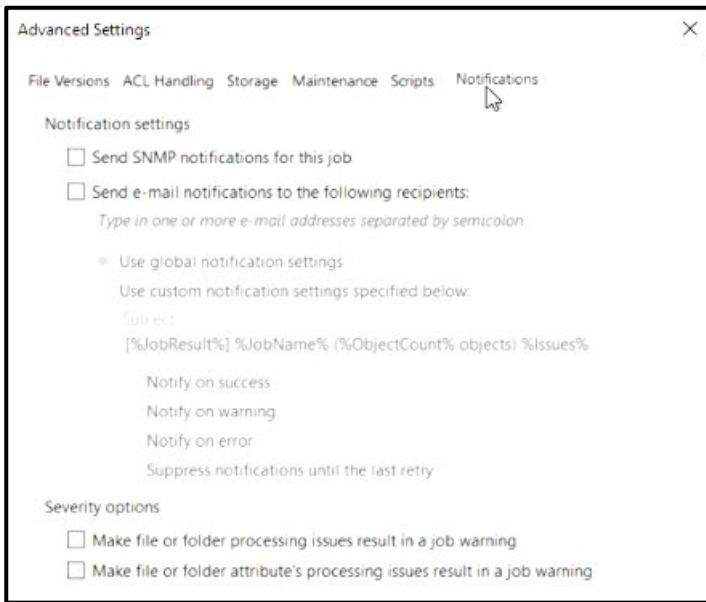 Advanced Settings
File Versions ACL Handling Storage Maintenance Scripts Notifications
Notification settings
Send SNMP notifications for this job
Send e-mail notifications to the following recipients:
Type in one or more e-mail addresses separated by semicolon
Use global notification settings
Use custom notification settings specified below:
Subject
[%JobResult%] %JobName% (%ObjectCount% objects) %Issues%
Notify on success
Notify on warning
Notify on error
Suppress notifications until the last retry
Severity options
Make file or folder processing issues result in a job warning
Make file or folder attribute's processing issues result in a job warning